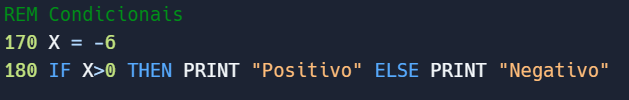 REM Condicionais
170 X = -6
180 IF X>0 THEN PRINT "Positivo" ELSE PRINT "Negativo"